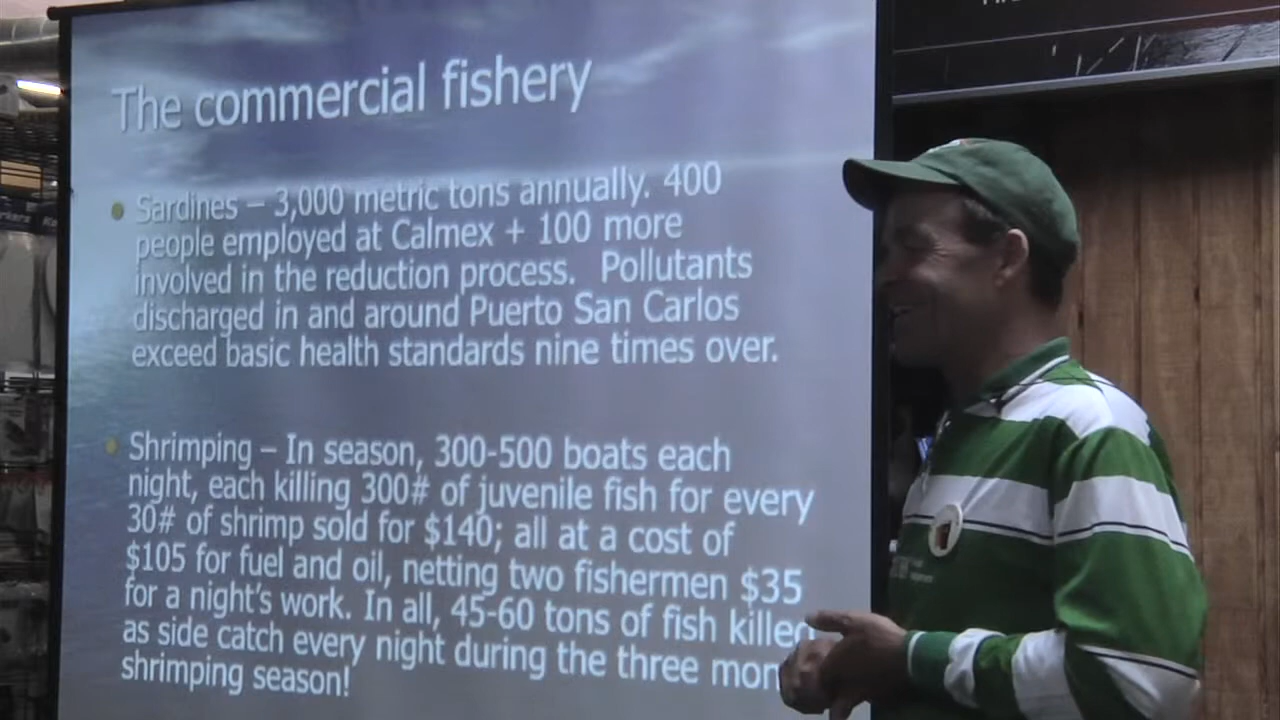 The commercial fishery
Sardines – 3,000 metric tons annually. 400
people employed at Calmex + 100 more
involved in the reduction process. Pollutants
discharged in and around Puerto San Carlos
exceed basic health standards nine times over.
Shrimping – In season, 300-500 boats each
night, each killing 300# of juvenile fish for every
30# of shrimp sold for $140; all at a cost of
$105 for fuel and oil, netting two fishermen $35
for a night's work. In all, 45-60 tons of fish killed
as side catch every night during the three mon
shrimping season!